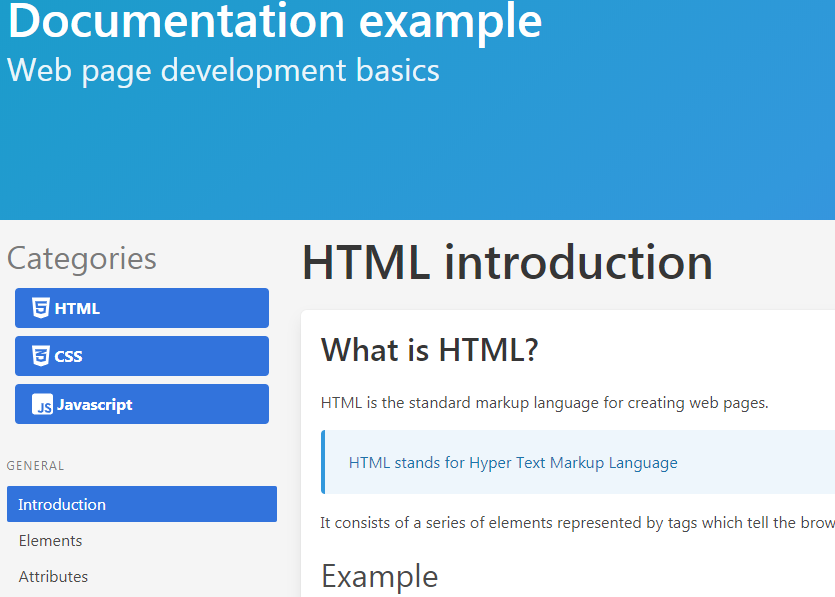 Documentation example
Web page development basics
Categories
HTML
CSS
JS Javascript
GENERAL
Introduction
Elements
Attributes
HTML introduction
What is HTML?
HTML is the standard markup language for creating web pages.
HTML stands for Hyper Text Markup Language
It consists of a series of elements represented by tags which tell the brow
Example